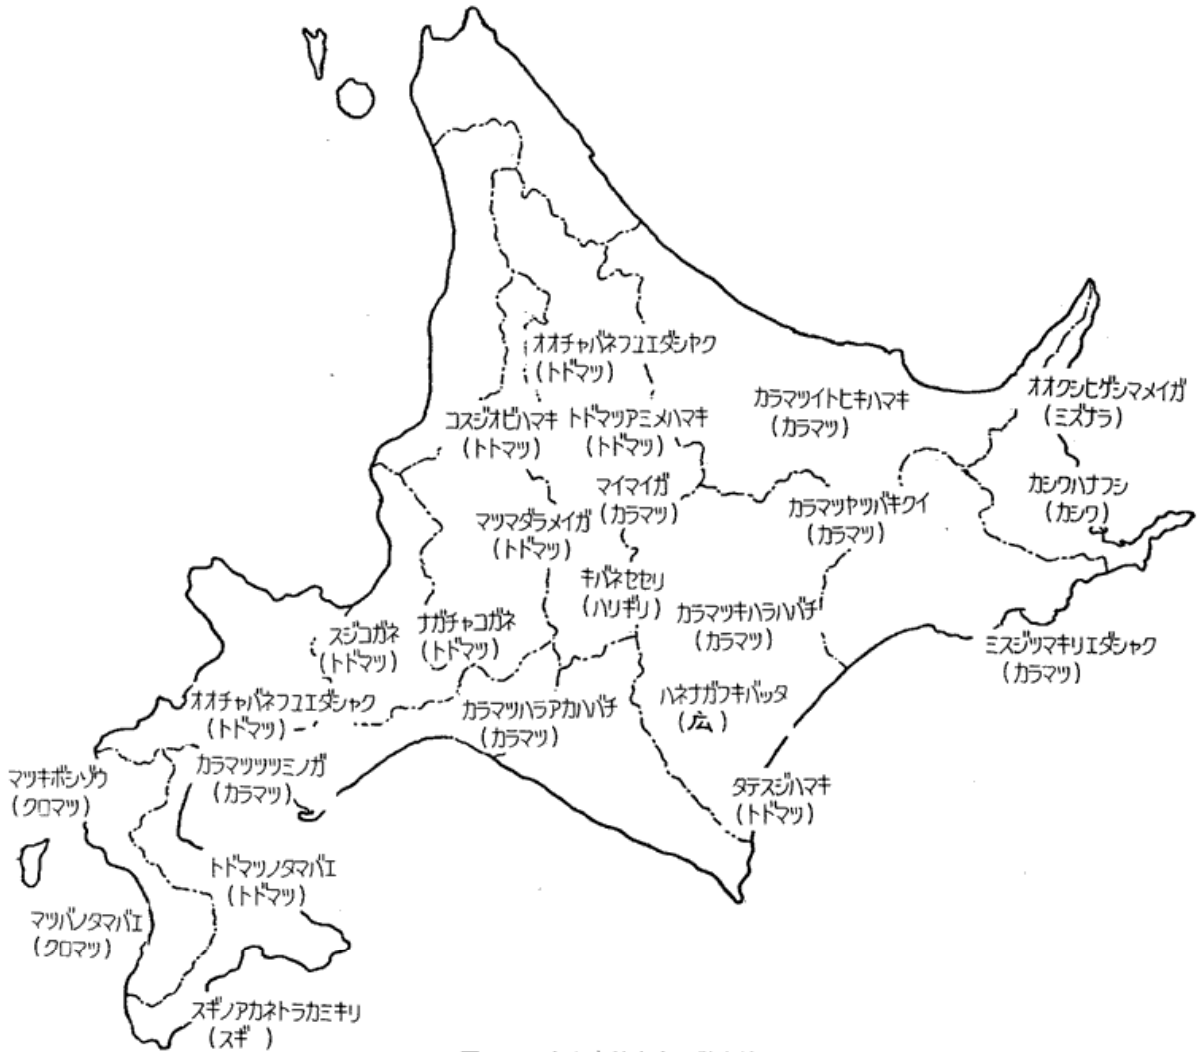 オオチャバネフユエダシヤク
(トドマツ)
カラマツイトヒキハマキ
(カラマツ)
オオクシヒゲシマメイガ
(ミズナラ)
コスジオビハマキ
(トトマツ)
トドマツアミメハマキ
(トドマツ)
マイマイガ
(カラマツ)
カラマツヤツバキクイ
(カラマツ)
カシワハナフシ
(カシワ)
マツマダラメイガ
(トドマツ)
キバネセセリ
(ハリギリ)
カラマツキハラハバチ
(カラマツ)
スジコガネ
(トドマツ)
ナガチャコガネ
(トドマツ)
ミスジツマキリエダシャク
(カラマツ)
オオチャバネフユエダシャク
(トドマツ)
カラマツハラアカハバチ
(カラマツ)
ハネナガフキバッタ
(広)
マツキボシゾウ
(クロマツ)
カラマツツツミノガ
(カラマツ)
タテスジハマキ
(トドマツ)
トドマツノタマバエ
(トドマツ)
マツバノタマバエ
(クロマツ)
スギノアカネトラカミキリ
(スギ)